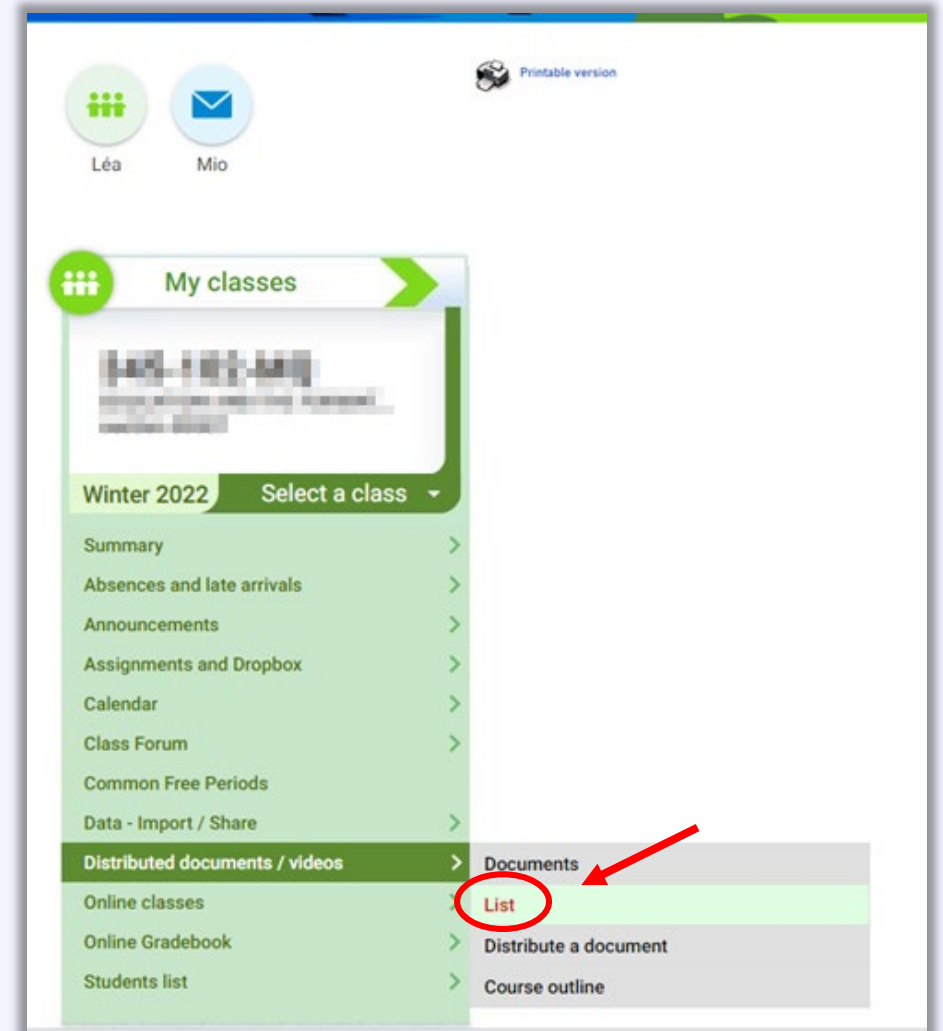 Printable version
Léa
Mio
My classes
Winter 2022
Select a class
Summary
Absences and late arrivals
Announcements
Assignments and Dropbox
Calendar
Class Forum
Common Free Periods
Data - Import / Share
Distributed documents / videos
Documents
Online classes
List
Online Gradebook
Distribute a document
Students list
Course outline